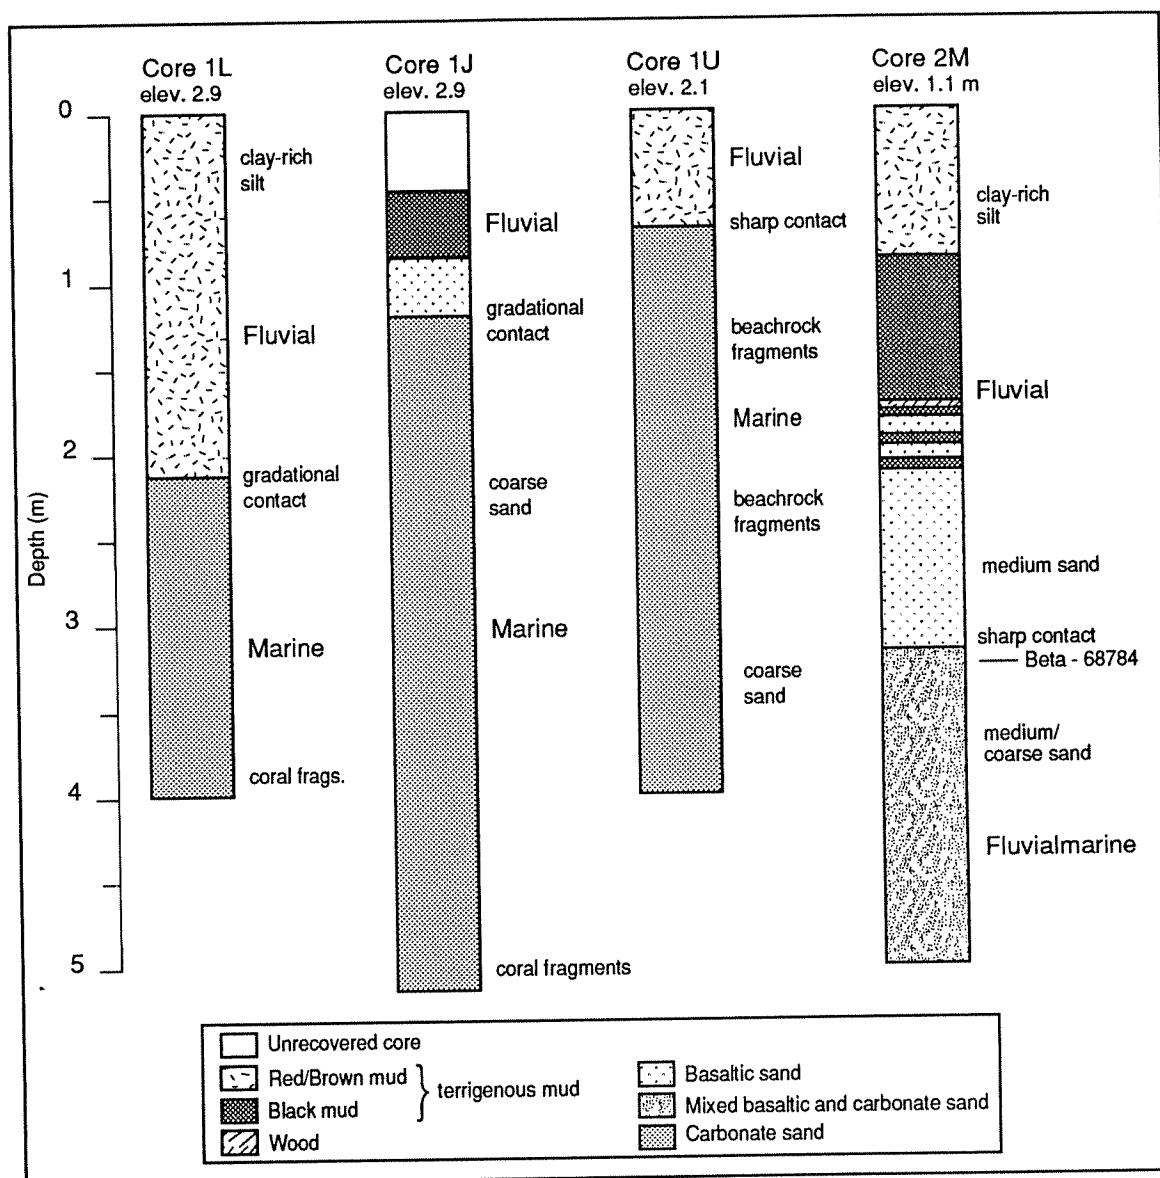 Core 1L
elev. 2.9
Core 1J
elev. 2.9
Core 1U
elev. 2.1
Core 2M
elev. 1.1 m
Depth (m)
0
1
2
3
4
5
clay-rich
silt
Fluvial
gradational
contact
Marine
coral frags.
Fluvial
gradational
contact
coarse
sand
Marine
coral fragments
Fluvial
sharp contact
beachrock
fragments
Marine
beachrock
fragments
coarse
sand
clay-rich
silt
Fluvial
medium sand
sharp contact
Beta - 68784
medium/
coarse sand
Fluvialmarine
Unrecovered core
Red/Brown mud
Black mud
terrigenous mud
Wood
Basaltic sand
Mixed basaltic and carbonate sand
Carbonate sand